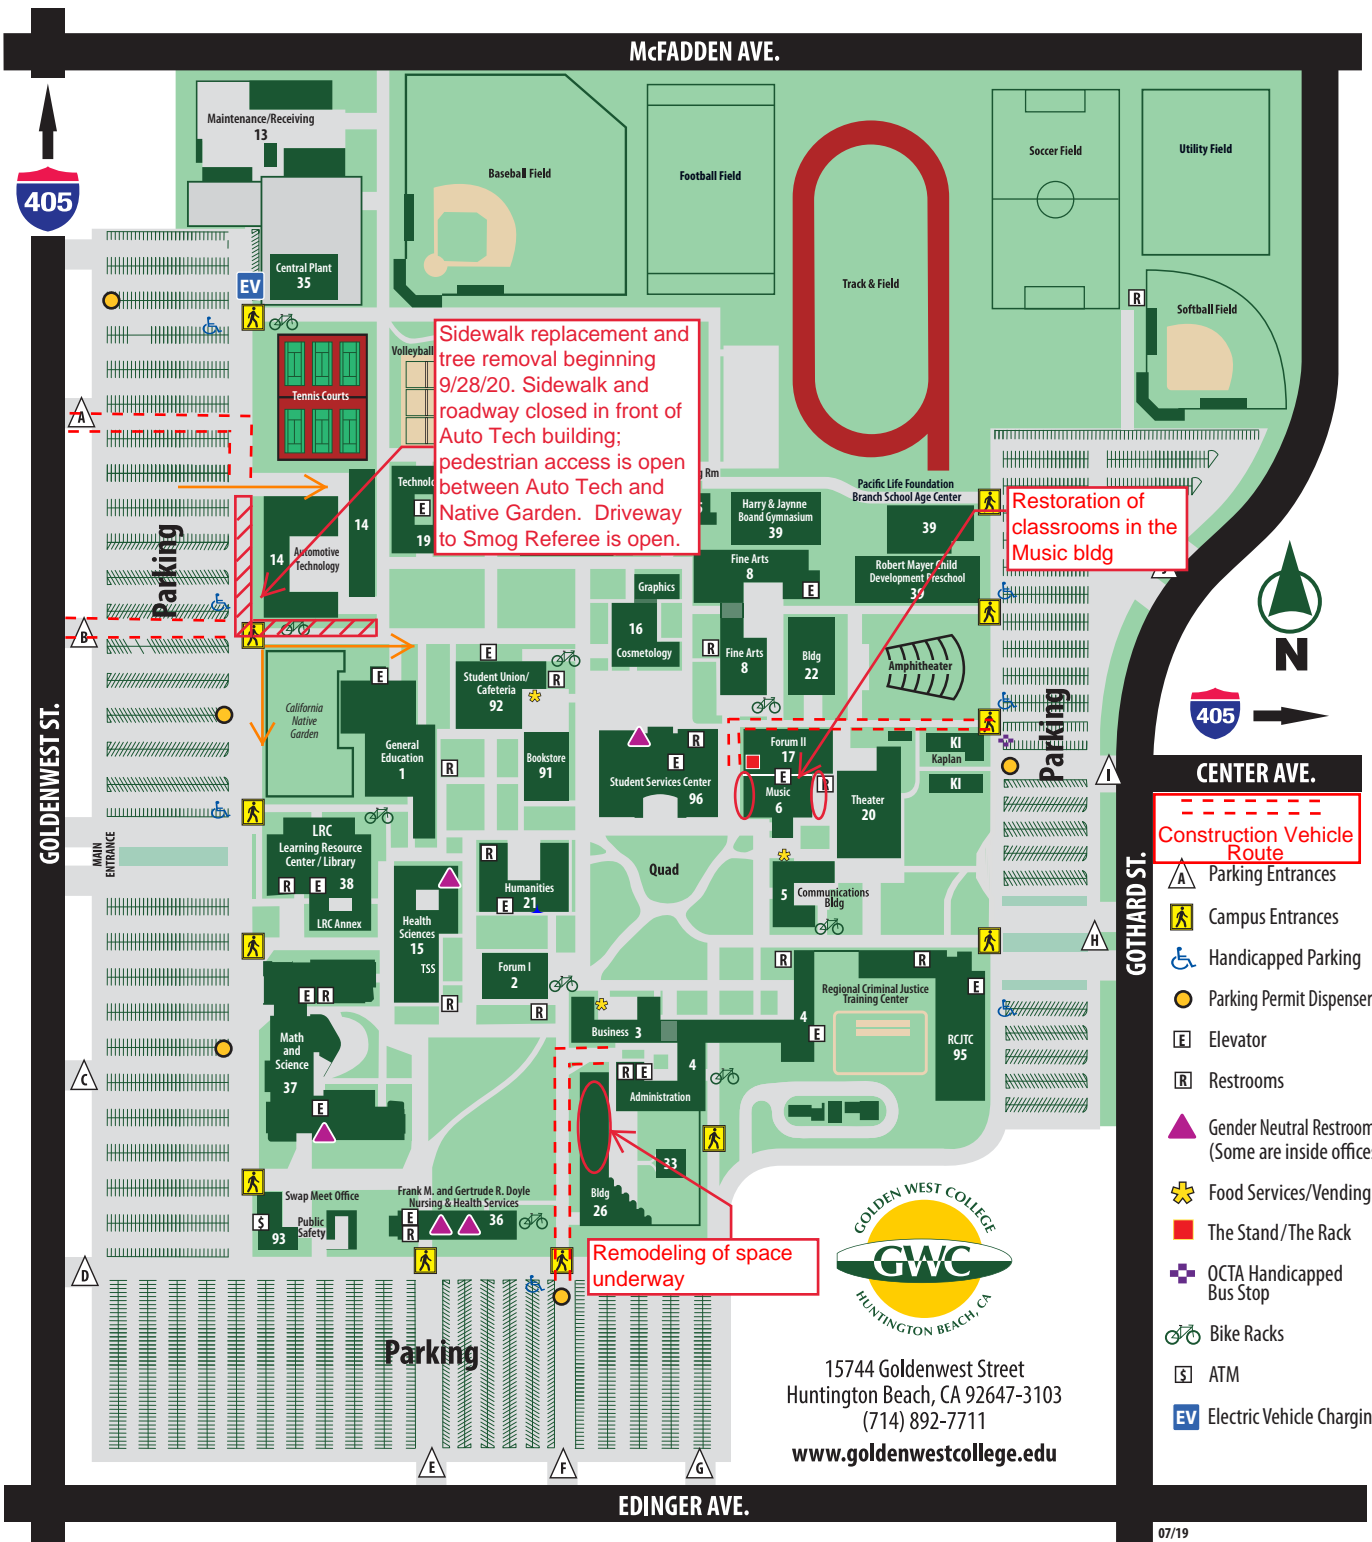 McFADDEN AVE.
405
Maintenance/Receiving
13
Central Plant
35
EV
Baseball Field
Football Field
Track & Field
Soccer Field
Utility Field
Softball Field
R
Tennis Courts
Volleyball
Sidewalk replacement and
tree removal beginning
9/28/20. Sidewalk and
roadway closed in front of
Auto Tech building;
pedestrian access is open
between Auto Tech and
Native Garden.  Driveway
to Smog Referee is open.
A
Parking
14
14
Automotive
Technology
Technolo
E
19
Rm
Harry & Jaynne
Board Gymnasium
39
Pacific Life Foundation
Branch School Age Center
39
Restoration of
classrooms in the
Music bldg
Robert Mayer Child
Development Preschool
30
Fine Arts
8
E
Graphics
16
Cosmetology
R
Fine Arts
8
Bldg
22
Amphitheater
N
405
B
California
Native
Garden
E
General
Education
1
R
E
Student Union/
Cafeteria
92
R
Bookstore
91
R
E
Student Services Center
96
Forum II
17
E
R
Music
6
Theater
20
KI
Kaplan
KI
Parking
I
GOLDENWEST ST.
MAIN
ENTRANCE
LRC
Learning Resource
Center / Library
R
E
38
LRC Annex
Health
Sciences
15
TSS
R
R
Humanities
E
21
Forum I
2
R
Quad
5
Communications
Bldg
H
GOTHARD ST.
R
R
Regional Criminal Justice
Training Center
E
RCJTC
95
4
E
Business
3
4
R
E
Administration
E
R
Math
and
Science
37
E
C
33
Bldg
26
Swap Meet Office
$
93
Public
Safety
Frank M. and Gertrude R. Doyle
Nursing & Health Services
E
R
36
D
Remodeling of space
underway
Parking
E
F
G
EDINGER AVE.
GOLDEN WEST COLLEGE
GWC
HUNTINGTON BEACH, CA
15744 Goldenwest Street
Huntington Beach, CA 92647-3103
(714) 892-7711
www.goldenwestcollege.edu
CENTER AVE.
Construction Vehicle
Route
A
Parking Entrances
Campus Entrances
Handicapped Parking
Parking Permit Dispenser
E
Elevator
R
Restrooms
Gender Neutral Restroom
(Some are inside office
Food Services/Vending
The Stand/The Rack
OCTA Handicapped
Bus Stop
Bike Racks
$
ATM
EV
Electric Vehicle Chargin
07/19